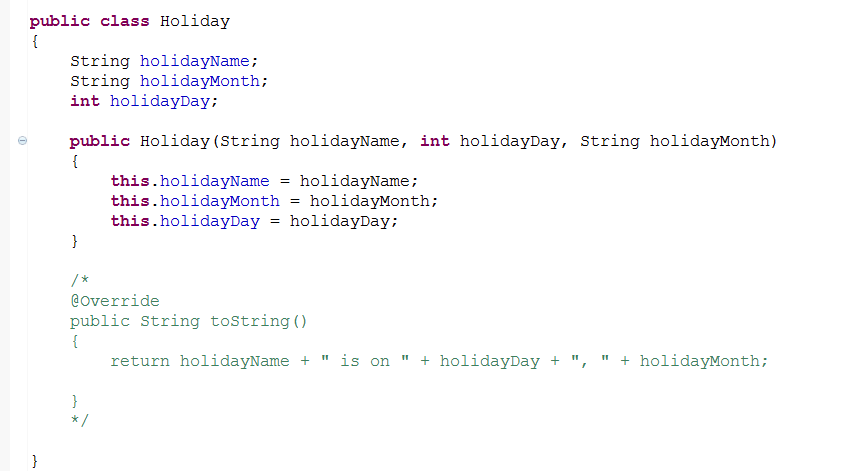 public class Holiday
{
    String holidayName;
    String holidayMonth;
    int holidayDay;

    public Holiday(String holidayName, int holidayDay, String holidayMonth)
    {
        this.holidayName = holidayName;
        this.holidayMonth = holidayMonth;
        this.holidayDay = holidayDay;
    }

    /*
    @Override
    public String toString()
    {
        return holidayName + " is on " + holidayDay + ", " + holidayMonth;

    }
    */

}